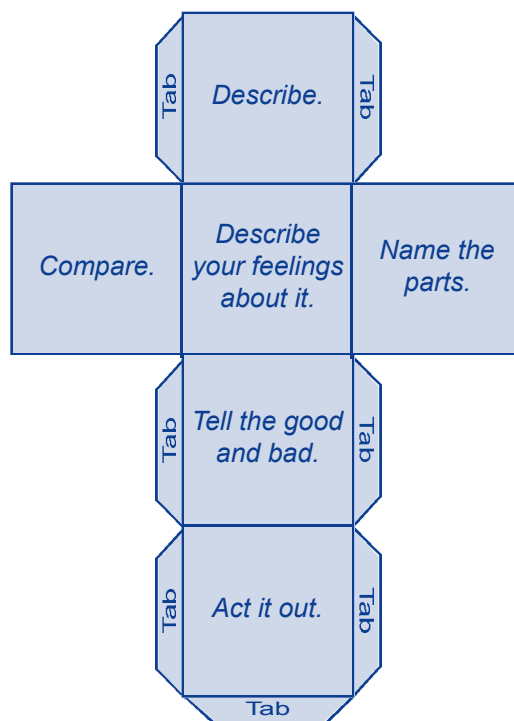 Tab
Describe.
Tab
Compare.
Describe
your feelings
about it.
Name the
parts.
Tab
Tell the good
and bad.
Tab
Tab
Act it out.
Tab
Tab